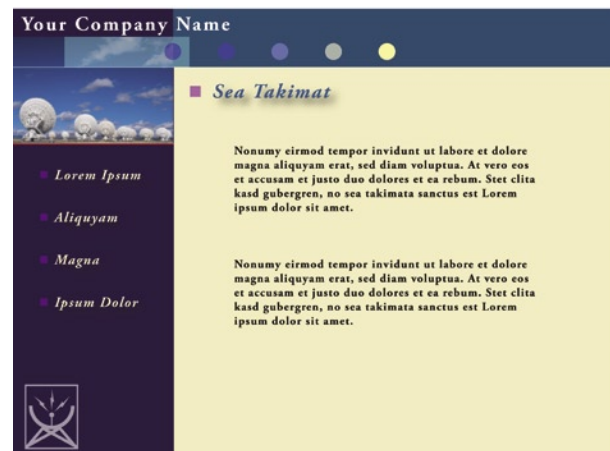 Your Company Name
Sea Takimat
Nonumy eirmod tempor invidunt ut labore et dolore
magna aliquyam erat, sed diam voluptua. At vero eos
et accusam et justo duo dolores et ea rebum. Stet clita
kasd gubergren, no sea takimata sanctus est Lorem
ipsum dolor sit amet.
Lorem Ipsum
Aliquyam
Magna
Ipsum Dolor
Nonumy eirmod tempor invidunt ut labore et dolore
magna aliquyam erat, sed diam voluptua. At vero eos
et accusam et justo duo dolores et ea rebum. Stet clita
kasd gubergren, no sea takimata sanctus est Lorem
ipsum dolor sit amet.